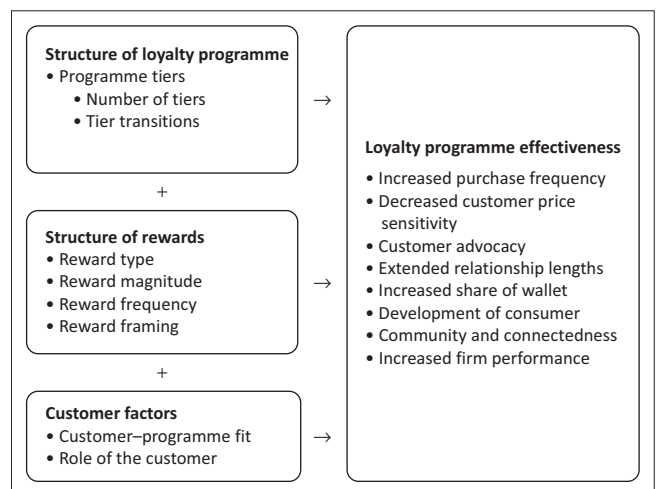 Structure of loyalty programme
• Programme tiers
• Number of tiers
• Tier transitions
→
+
Structure of rewards
• Reward type
• Reward magnitude
• Reward frequency
• Reward framing
→
+
Customer factors
• Customer–programme fit
• Role of the customer
→
Loyalty programme effectiveness
• Increased purchase frequency
• Decreased customer price
sensitivity
• Customer advocacy
• Extended relationship lengths
• Increased share of wallet
• Development of consumer
• Community and connectedness
• Increased firm performance